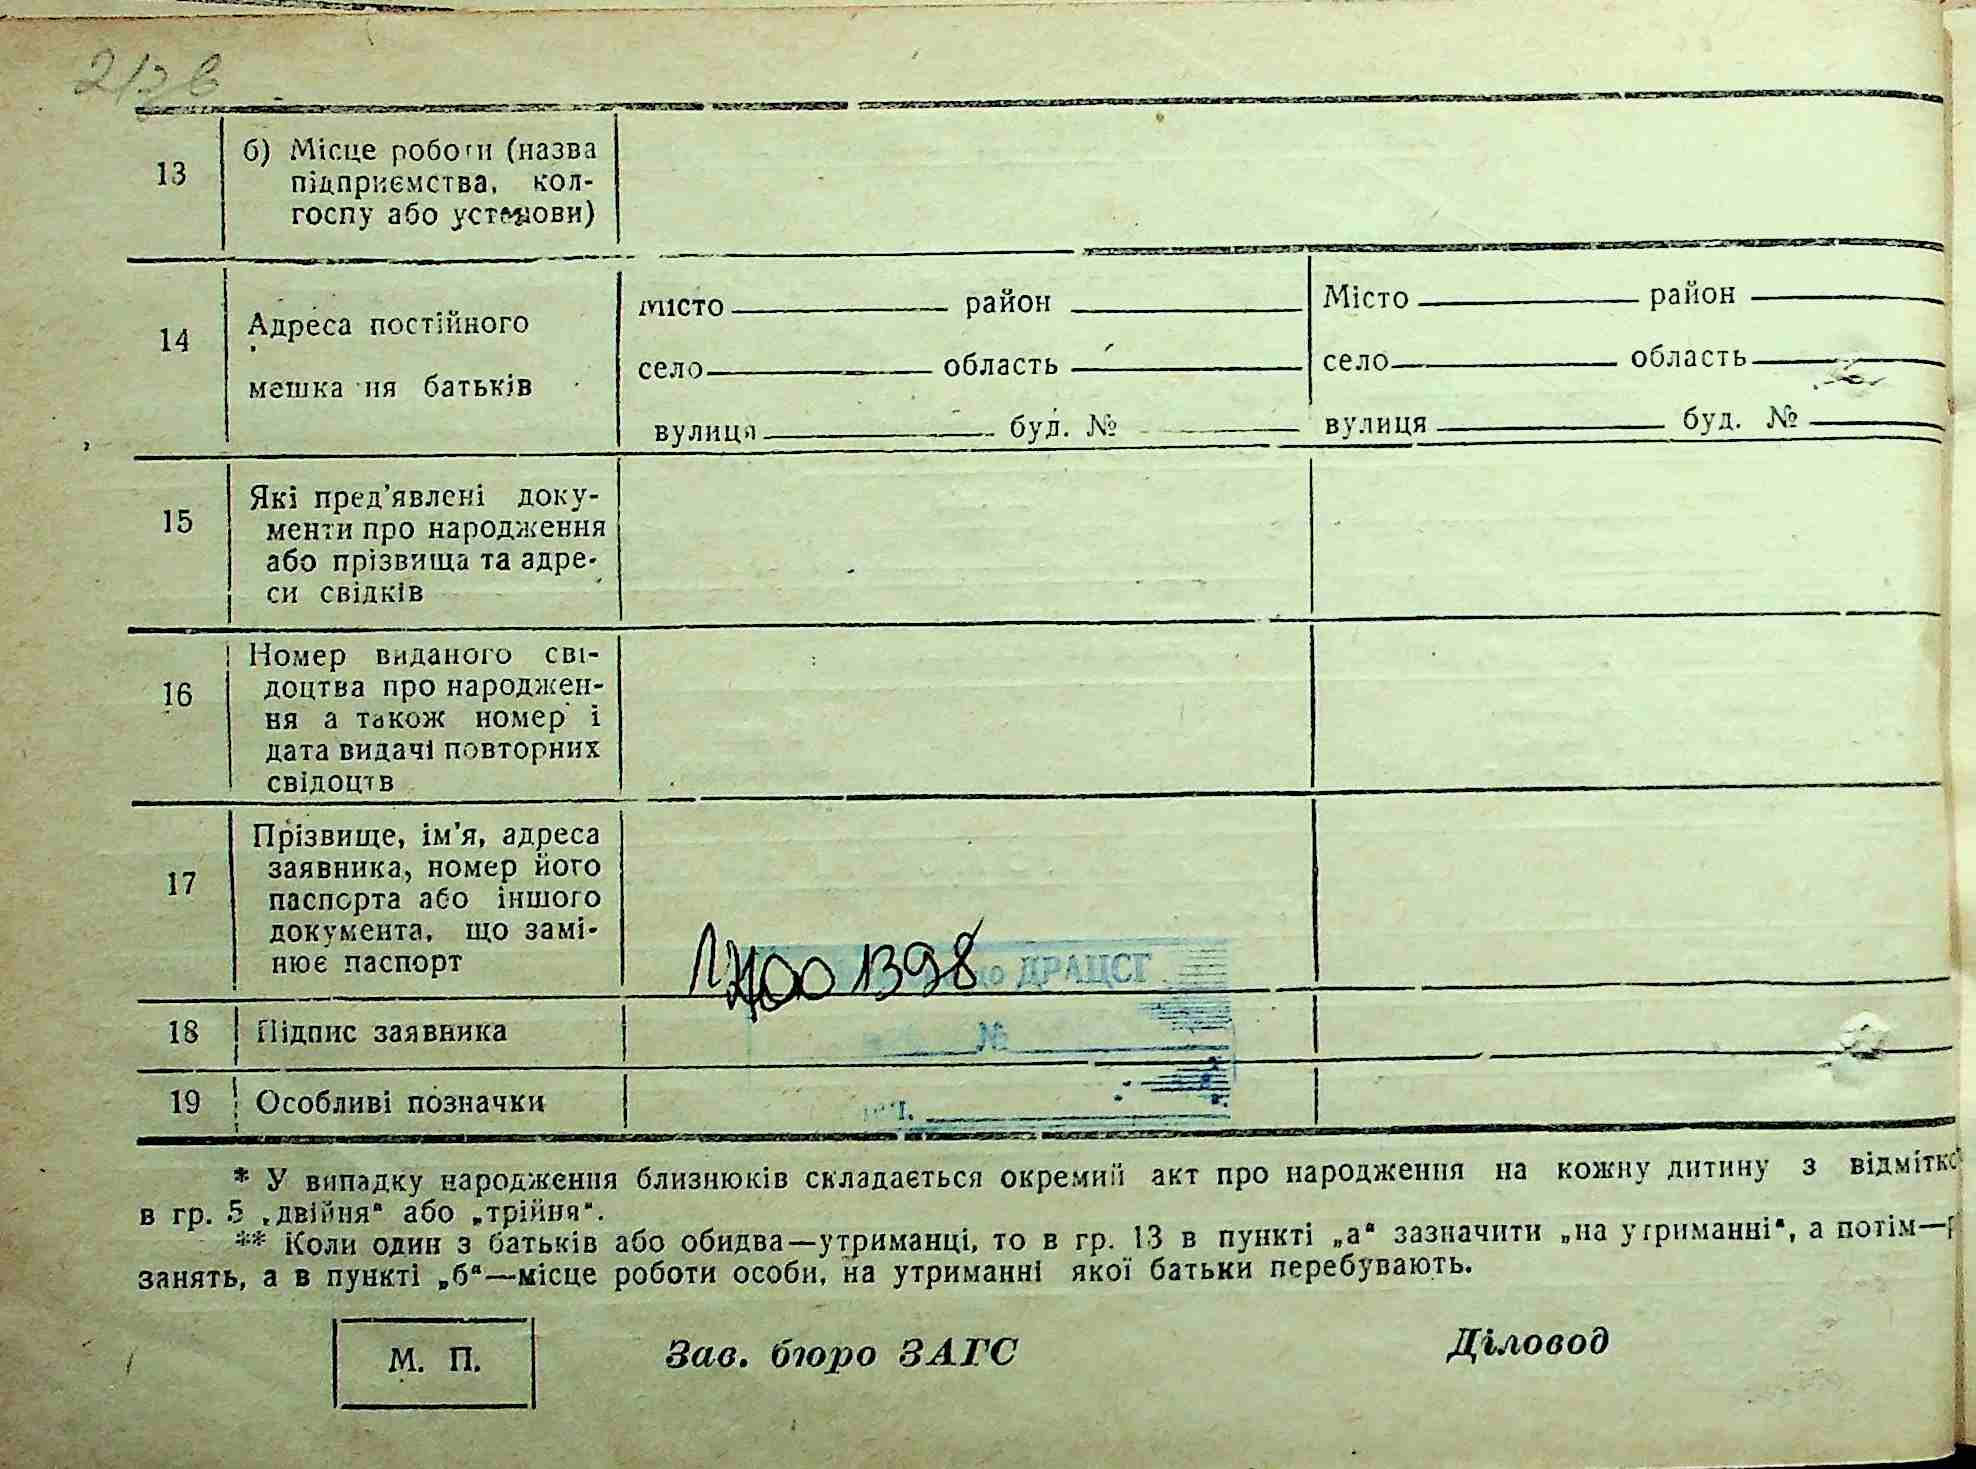 213в
13
б) Місце роботи (назва
підприємства, кол-
госпу або установи)
14
Адреса постійного
мешкання батьків
місто район Місто район
село область село область
вулиця буд. № вулиця буд. №
15
Які пред'явлені доку-
менти про народження
або прізвища та адре-
си свідків
16
Номер виданого сві-
доцтва про народжен-
ня а також номер і
дата видачі повторних
свідоцтв
17
Прізвище, ім'я, адреса
заявника, номер його
паспорта або іншого
документа, що замі-
нює паспорт
001398
до ДРАЦСГ
18 Підпис заявника
№
19 Особливі позначки
* У випадку народження близнюків складається окремий акт про народження на кожну дитину з відмітко
в гр. 5 „двійня“ або „трійня“.
** Коли один з батьків або обидва—утриманці, то в гр. 13 в пункті „а“ зазначити „на утриманні“, а потім—р
занять, а в пункті „б“—місце роботи особи, на утриманні якої батьки перебувають.
М. П. Зав. бюро ЗАГС Діловод